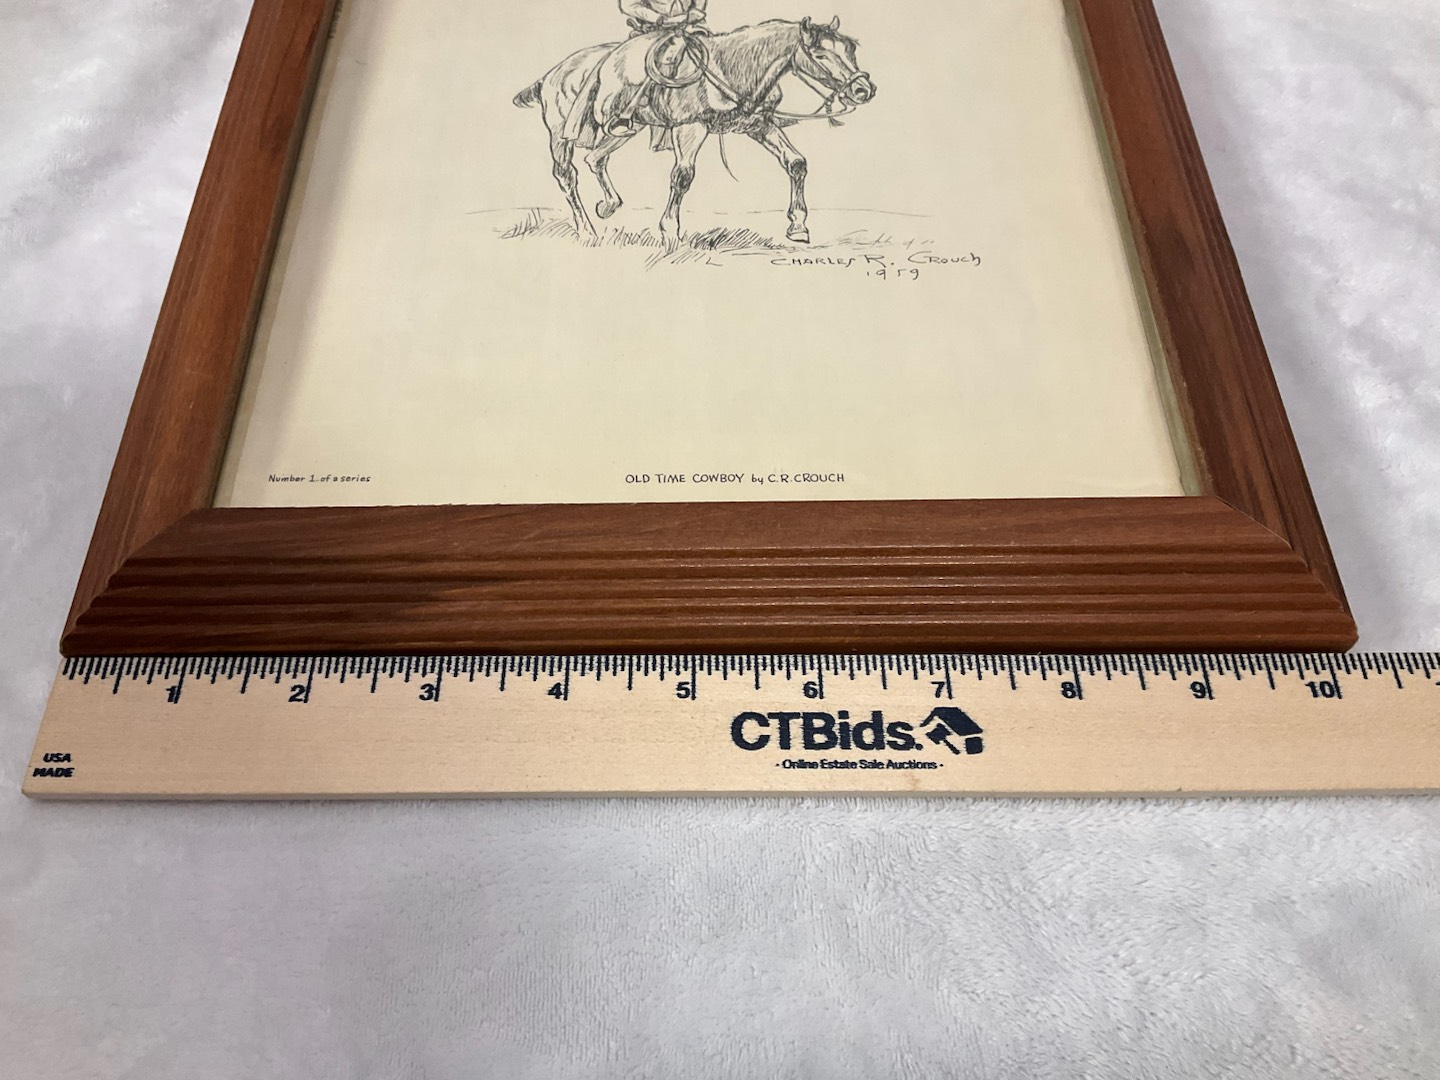 CHARLES R. CROUCH
1959
Number 1 of a series
OLD TIME COWBOY by C.R.CROUCH
1 2 3 4 5 6 7 8 9 10
CTBids.
· Online Estate Sale Auctions ·
USA
MADE